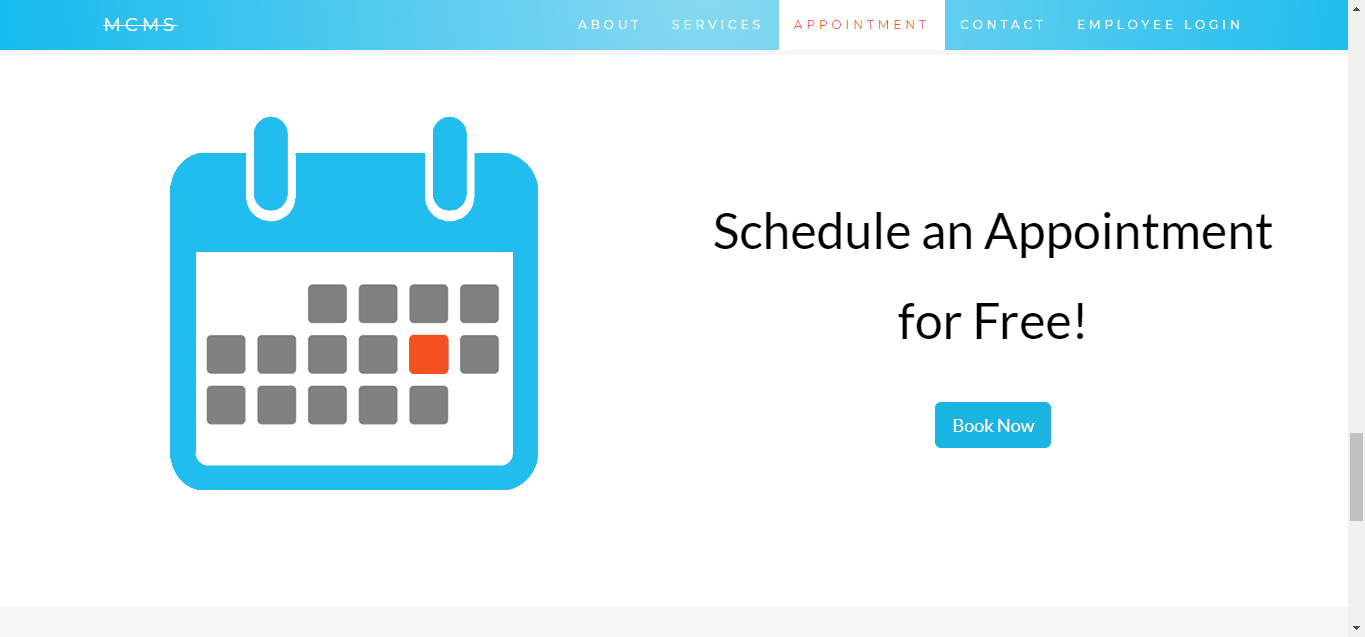 MCMS
ABOUT
SERVICES
APPOINTMENT
CONTACT
EMPLOYEE LOGIN
Schedule an Appointment
for Free!
Book Now